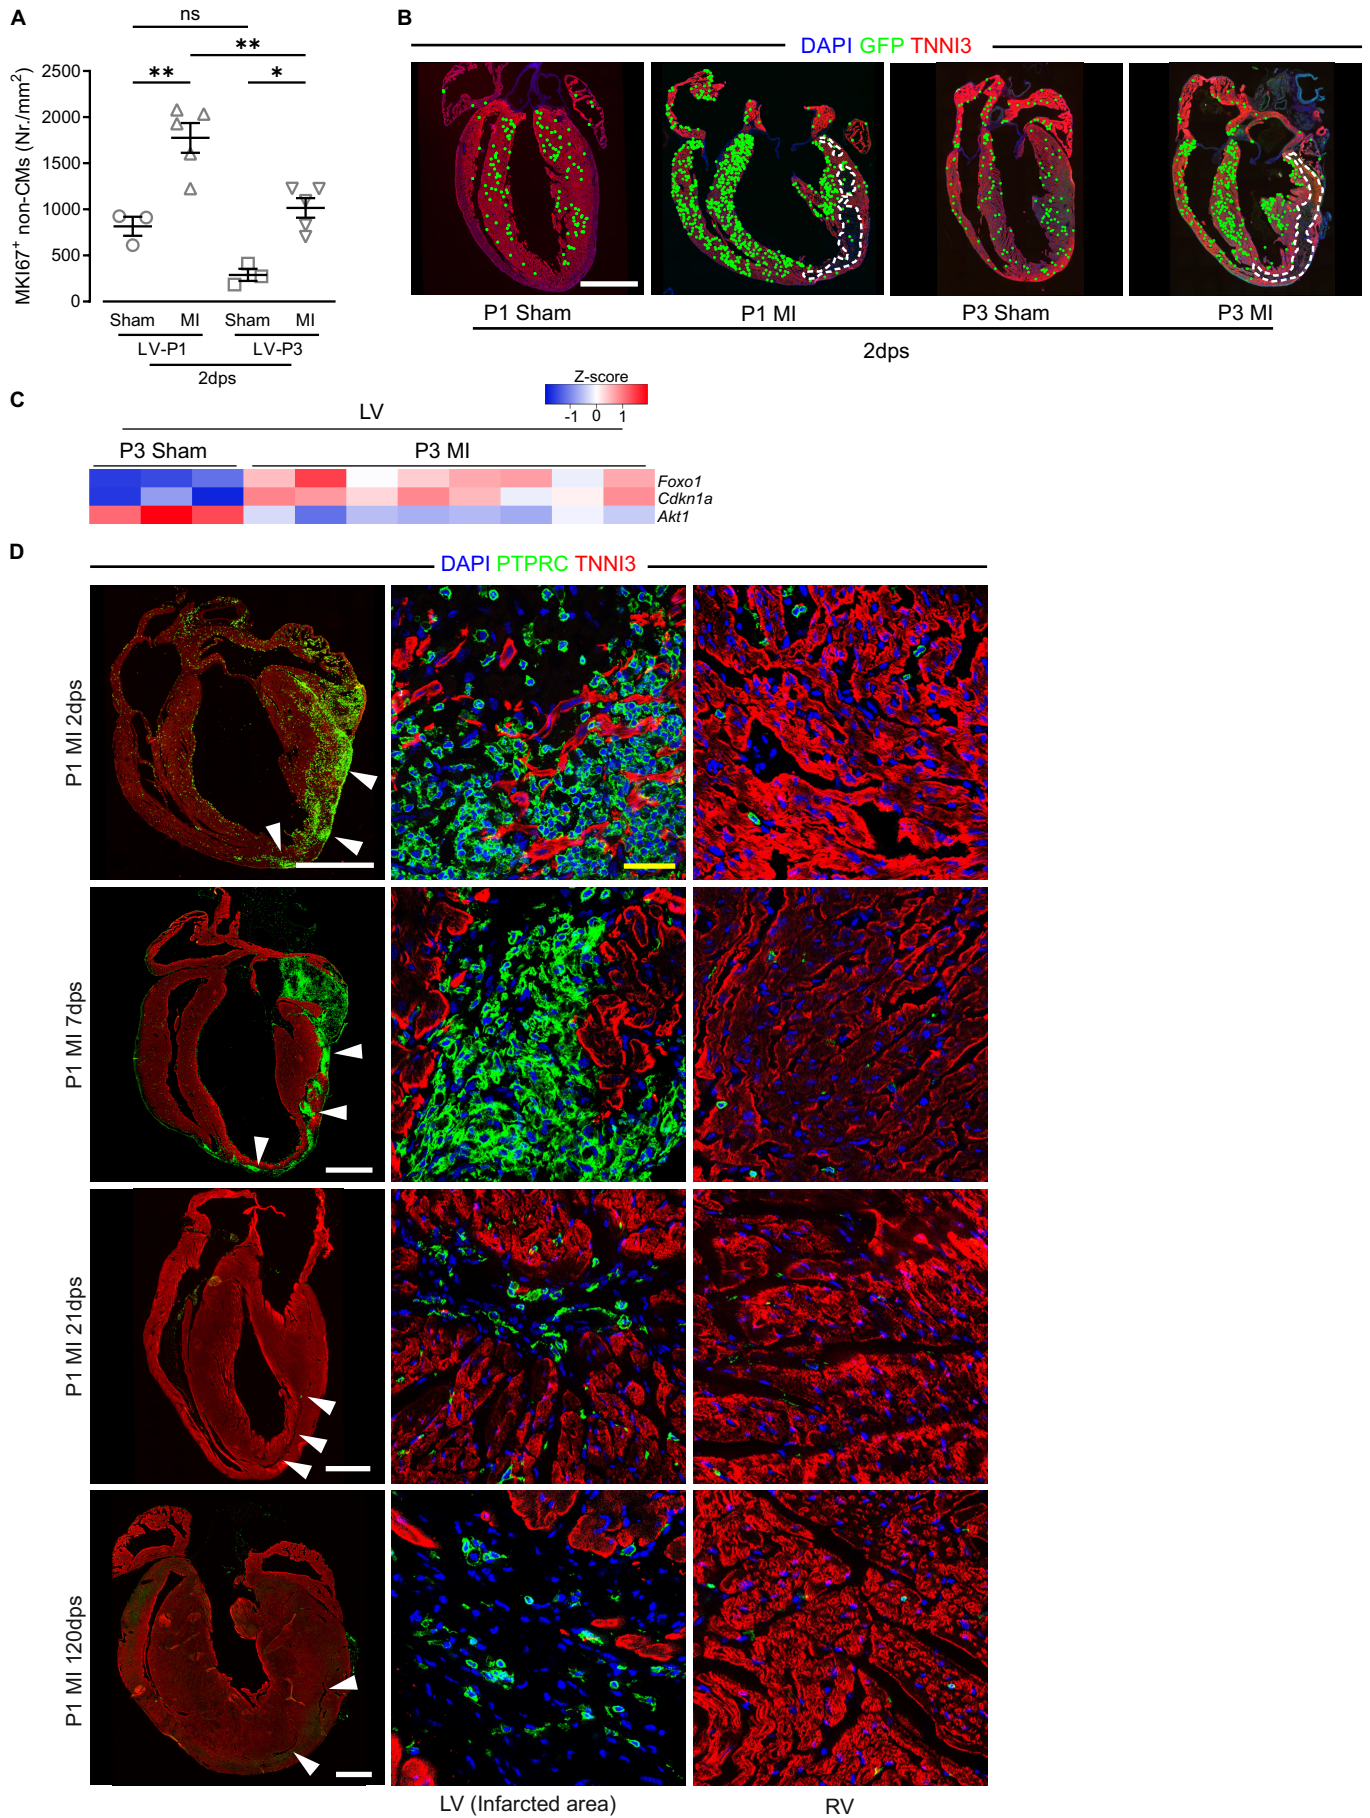 A
ns
**
**
*
MKI67+ non-CMs (Nr./mm²)
2500
2000
1500
1000
500
0
Sham MI Sham MI
LV-P1 LV-P3
2dps
B
DAPI GFP TNNI3
P1 Sham P1 MI P3 Sham P3 MI
2dps
C
Z-score
-1 0 1
LV
P3 Sham P3 MI
Foxo1
Cdkn1a
Akt1
D
DAPI PTPRC TNNI3
P1 MI 2dps
P1 MI 7dps
P1 MI 21dps
P1 MI 120dps
LV (Infarcted area) RV